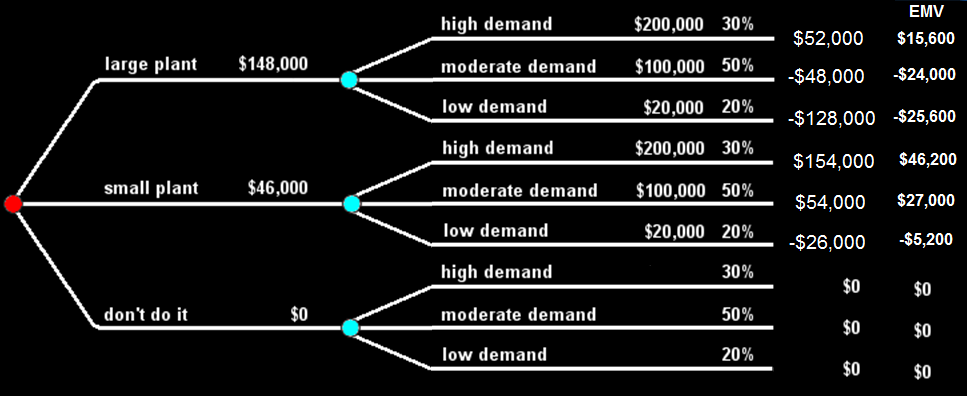 EMV
high demand $200,000 30% $52,000 $15,600
large plant $148,000 moderate demand $100,000 50% -$48,000 -$24,000
low demand $20,000 20% -$128,000 -$25,600
high demand $200,000 30% $154,000 $46,200
small plant $46,000 moderate demand $100,000 50% $54,000 $27,000
low demand $20,000 20% -$26,000 -$5,200
high demand 30% $0 $0
don't do it $0 moderate demand 50% $0 $0
low demand 20% $0 $0